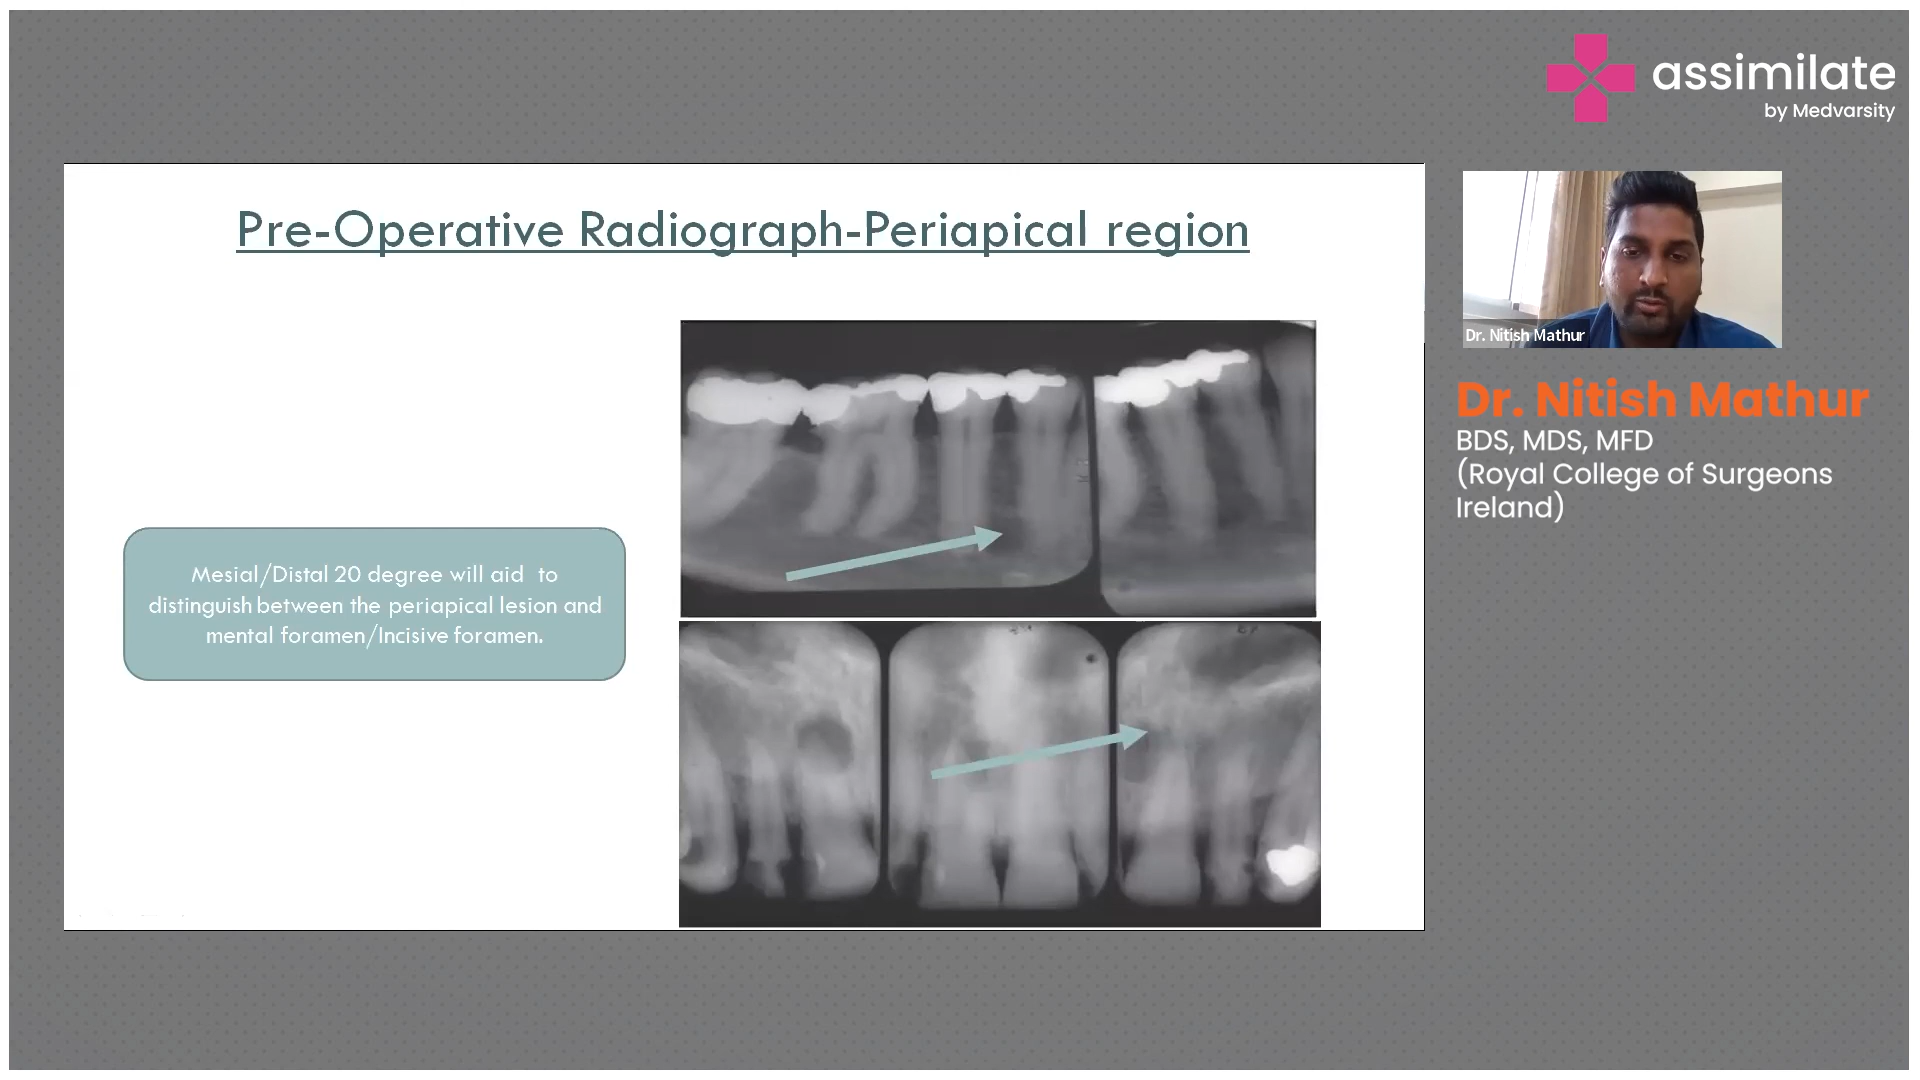 assimilate
by Medvarsity
Pre-Operative Radiograph-Periapical region
Dr. Nitish Mathur
Dr. Nitish Mathur
BDS, MDS, MFD
(Royal College of Surgeons
Ireland)
Mesial/Distal 20 degree will aid to
distinguish between the periapical lesion and
mental foramen/Incisive foramen.